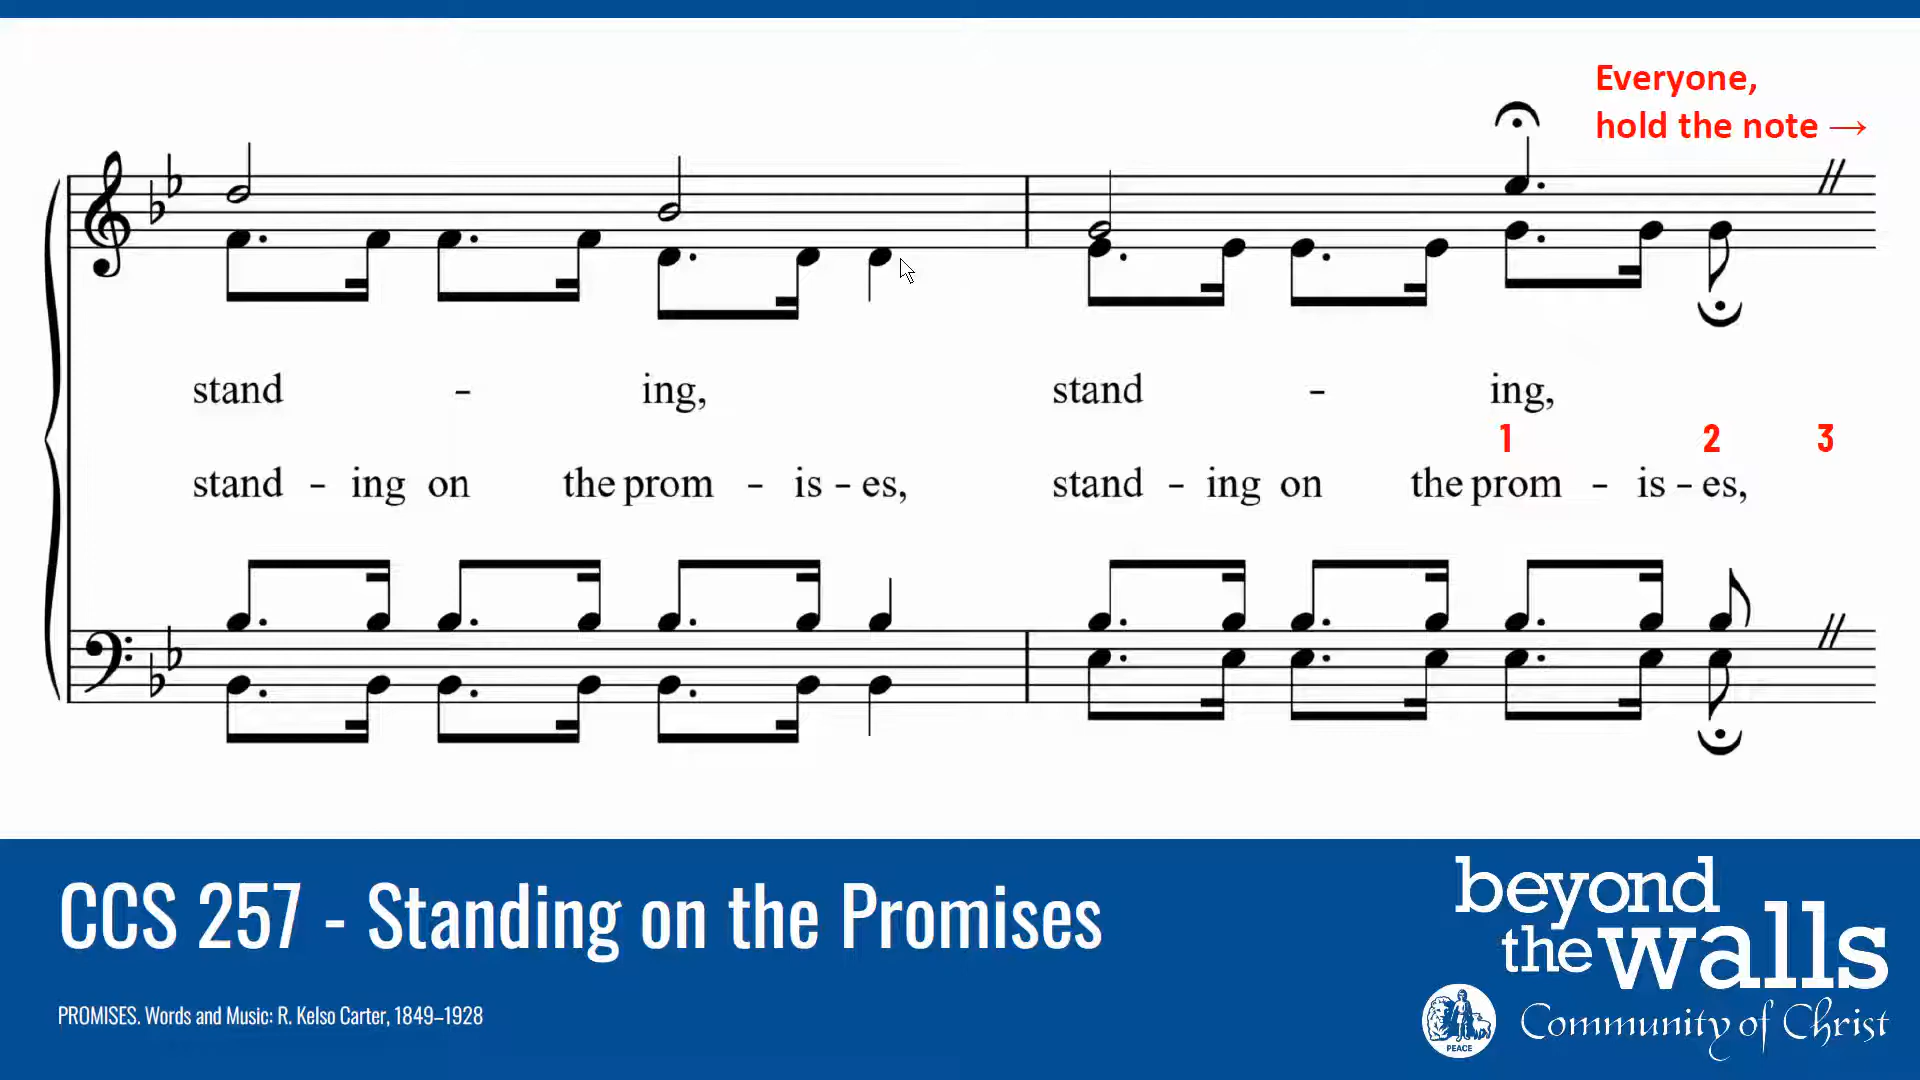 Everyone,
hold the note →
stand - ing, stand - ing,
1 2 3
stand - ing on the prom - is - es, stand - ing on the prom - is - es,
CCS 257 - Standing on the Promises
PROMISES. Words and Music: R. Kelso Carter, 1849–1928
beyond
the walls
Community of Christ
PEACE